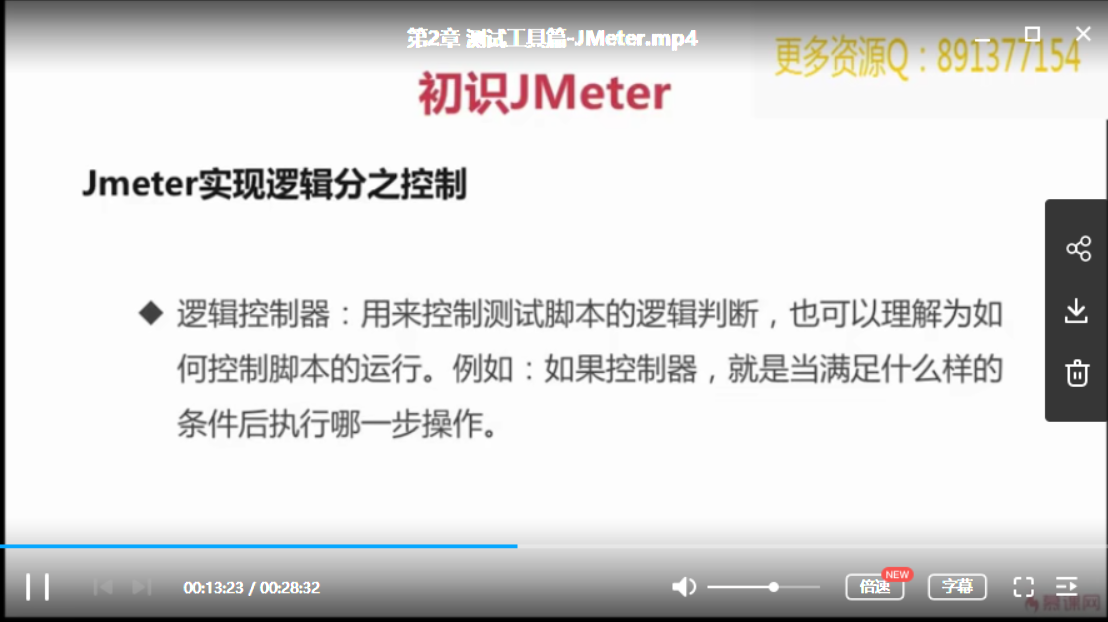 第2章 测试工具篇-JMeter.mp4
更多资源Q：891377154
初识JMeter
Jmeter实现逻辑分之控制
逻辑控制器：用来控制测试脚本的逻辑判断，也可以理解为如
何控制脚本的运行。例如：如果控制器，就是当满足什么样的
条件后执行哪一步操作。
00:13:23 / 00:28:32
倍速
NEW
字幕
慕课网